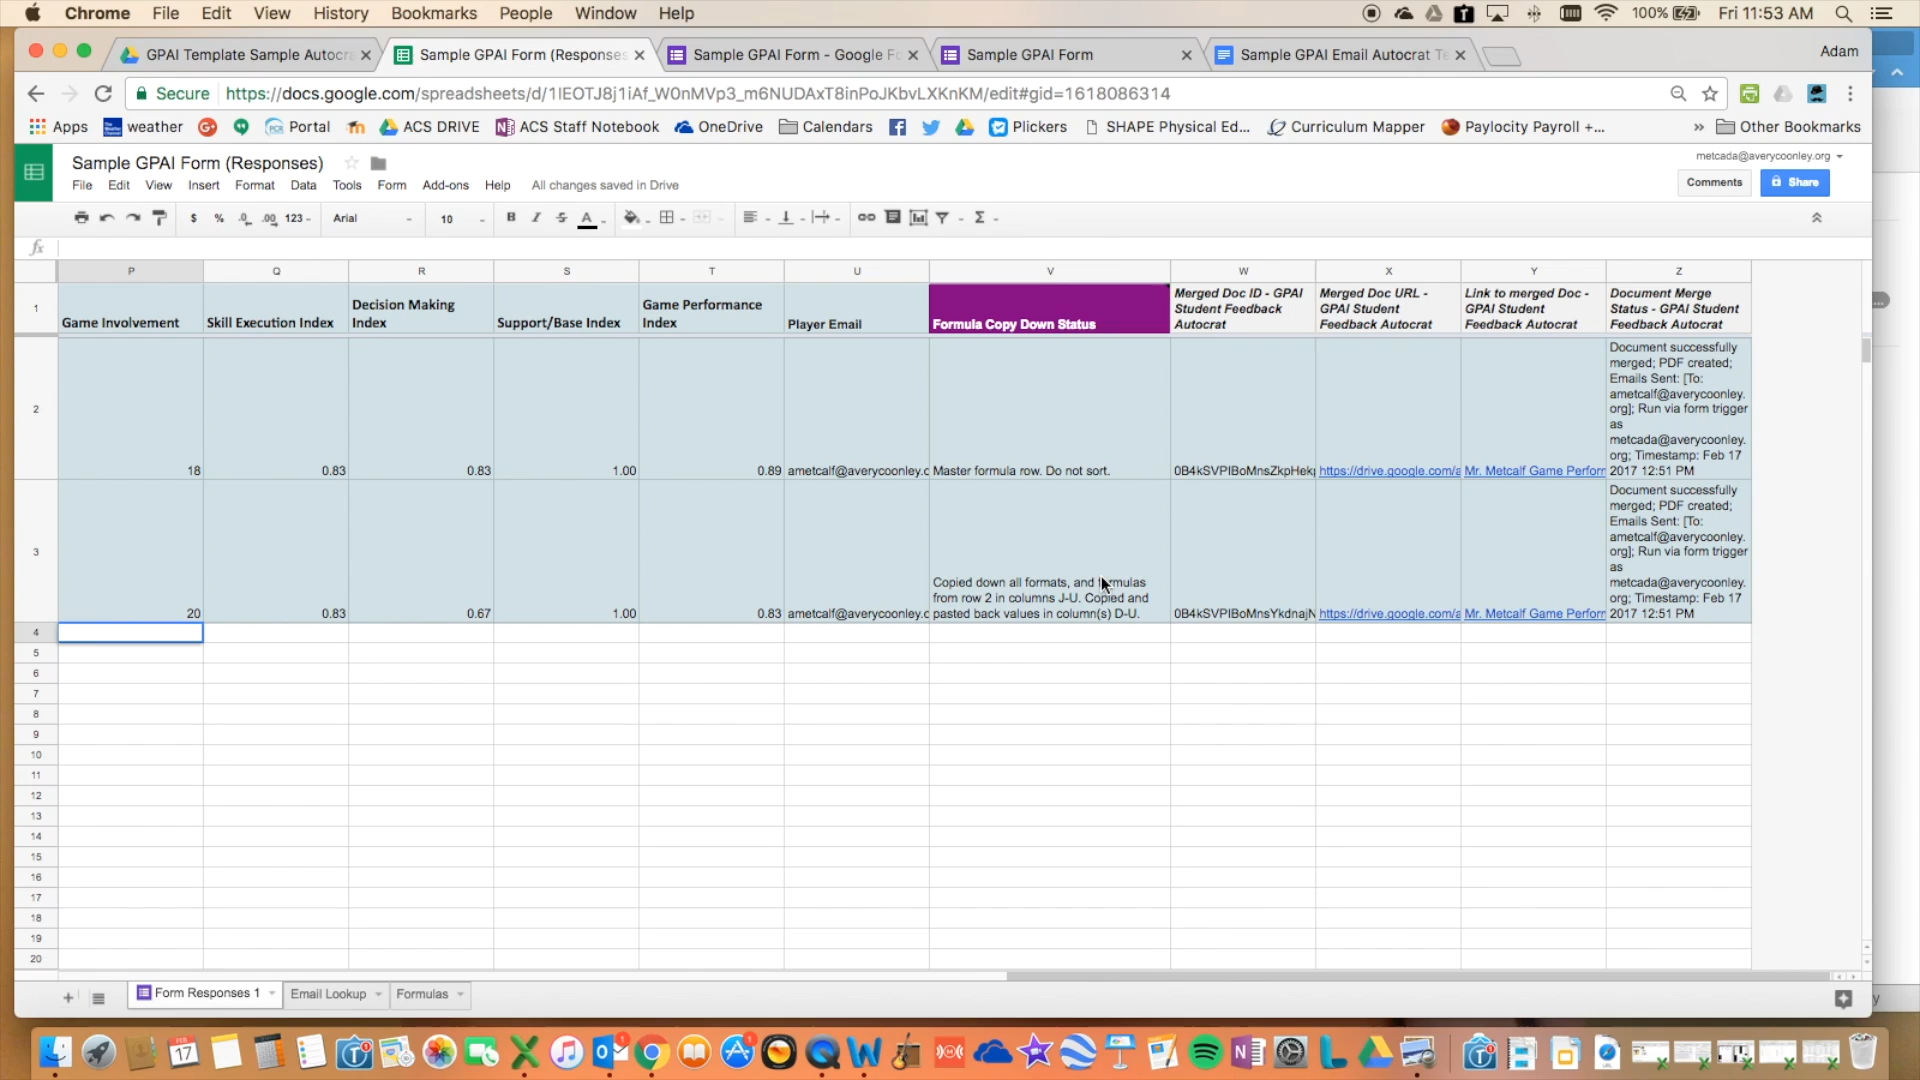 Chrome File Edit View History Bookmarks People Window Help 100% Fri 11:53 AM
GPAI Template Sample Autocra
Sample GPAI Form (Responses
Sample GPAI Form - Google Fo
Sample GPAI Form
Sample GPAI Email Autocrat Te
Adam
Secure https://docs.google.com/spreadsheets/d/1IEOTJ8j1iAf_W0nMVp3_m6NUDAxT8inPoJKbvLXKnKM/edit#gid=1618086314
Apps weather Portal ACS DRIVE ACS Staff Notebook OneDrive Calendars Plickers SHAPE Physical Ed... Curriculum Mapper Paylocity Payroll +... » Other Bookmarks
Sample GPAI Form (Responses)
metcada@averycoonley.org
File Edit View Insert Format Data Tools Form Add-ons Help All changes saved in Drive
Comments Share
$ % .0 .00 123 Arial 10 B I S A Σ
fx
P Q R S T U V W X Y Z
1
Game Involvement
Skill Execution Index
Decision Making
Index
Support/Base Index
Game Performance
Index
Player Email
Formula Copy Down Status
Merged Doc ID - GPAI
Student Feedback
Autocrat
Merged Doc URL -
GPAI Student
Feedback Autocrat
Link to merged Doc -
GPAI Student
Feedback Autocrat
Document Merge
Status - GPAI Student
Feedback Autocrat
2
18
0.83
0.83
1.00
0.89
ametcalf@averycoonley.c
Master formula row. Do not sort.
0B4kSVPIBoMnsZkpHekp
https://drive.google.com/a
Mr. Metcalf Game Perform
Document successfully
merged; PDF created;
Emails Sent: [To:
ametcalf@averycoonley.
org]; Run via form trigger
as
metcada@averycoonley.
org; Timestamp: Feb 17
2017 12:51 PM
3
20
0.83
0.67
1.00
0.83
ametcalf@averycoonley.c
Copied down all formats, and formulas
from row 2 in columns J-U. Copied and
pasted back values in column(s) D-U.
0B4kSVPIBoMnsYkdnajN
https://drive.google.com/a
Mr. Metcalf Game Perform
Document successfully
merged; PDF created;
Emails Sent: [To:
ametcalf@averycoonley.
org]; Run via form trigger
as
metcada@averycoonley.
org; Timestamp: Feb 17
2017 12:51 PM
4
5
6
7
8
9
10
11
12
13
14
15
16
17
18
19
20
Form Responses 1 Email Lookup Formulas
FEB
17